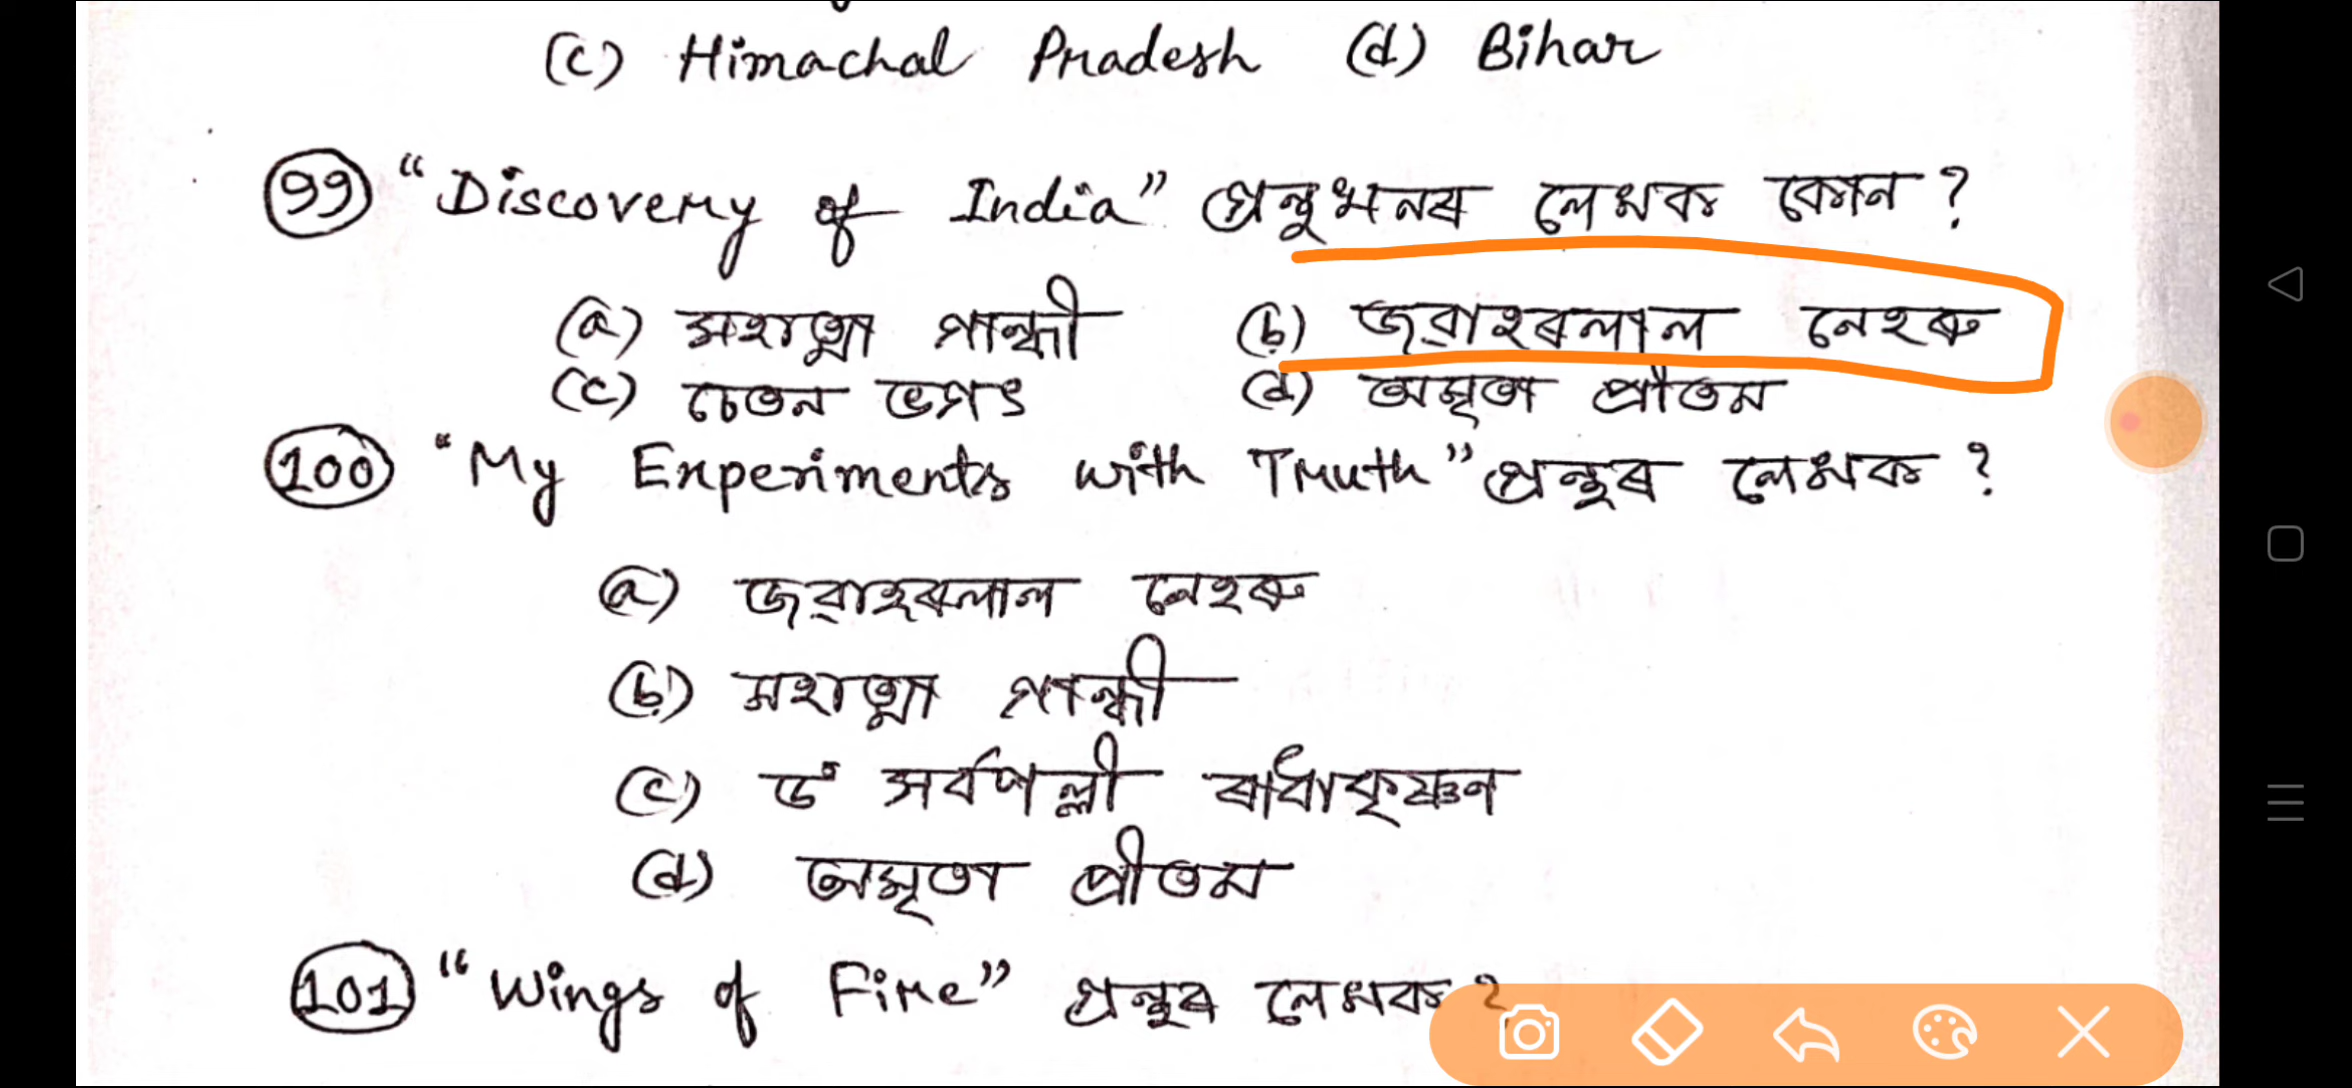 (c) Himachal Pradesh (d) Bihar
99 "Discovery of India" গ্ৰন্থখনৰ লেখক কোন?
(a) মহাত্মা গান্ধী (b) জৱাহৰলাল নেহৰু
(c) চেতন ভগৎ (d) অমৃতা প্ৰীতম
100 "My Experiments with Truth" গ্ৰন্থৰ লেখক?
(a) জৱাহৰলাল নেহৰু
(b) মহাত্মা গান্ধী
(c) ড° সৰ্বপল্লী ৰাধাকৃষ্ণন
(d) অমৃতা প্ৰীতম
101 "Wings of Fire" গ্ৰন্থৰ লেখক?